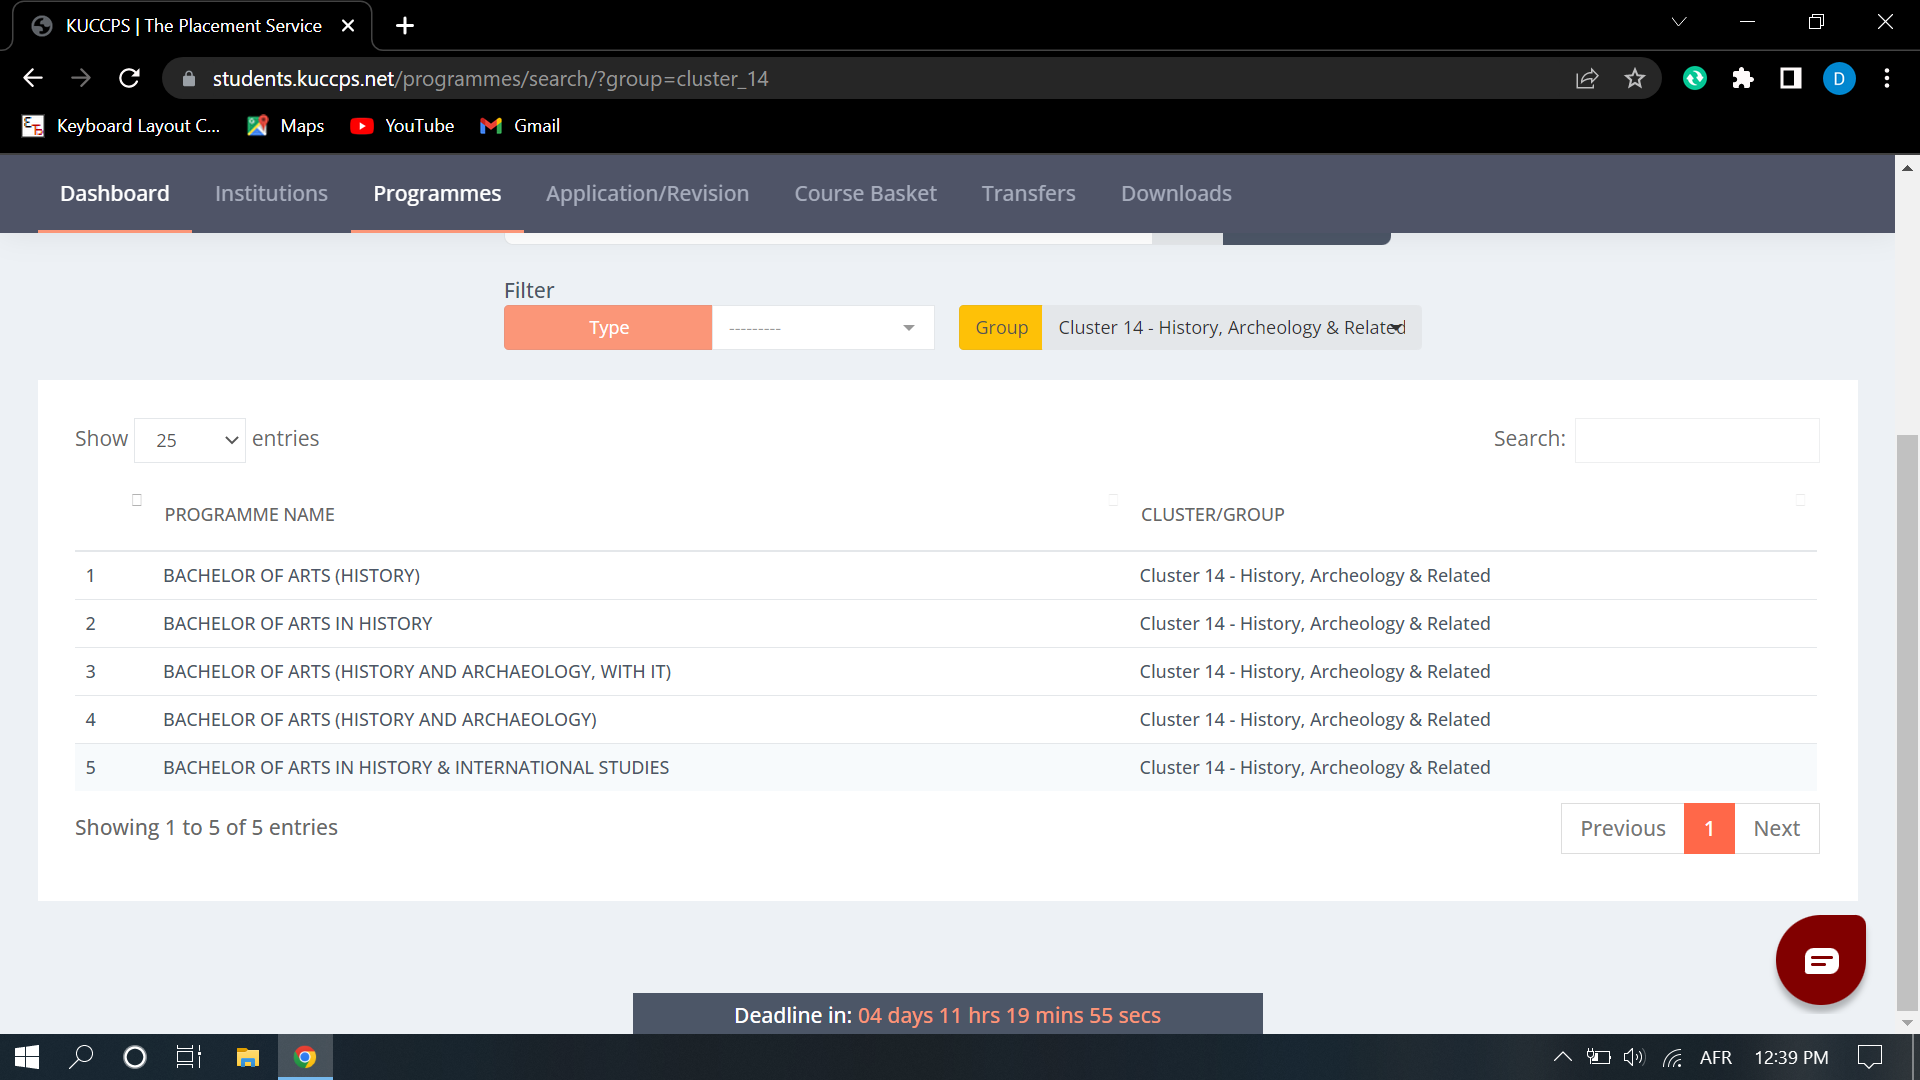 KUCCPS | The Placement Service
students.kuccps.net/programmes/search/?group=cluster_14
D
Keyboard Layout C...
Maps
YouTube
Gmail
Dashboard
Institutions
Programmes
Application/Revision
Course Basket
Transfers
Downloads
Filter
Type
---------
Group
Cluster 14 - History, Archeology & Related
Show 25 entries
Search:
PROGRAMME NAME
CLUSTER/GROUP
1 BACHELOR OF ARTS (HISTORY) Cluster 14 - History, Archeology & Related
2 BACHELOR OF ARTS IN HISTORY Cluster 14 - History, Archeology & Related
3 BACHELOR OF ARTS (HISTORY AND ARCHAEOLOGY, WITH IT) Cluster 14 - History, Archeology & Related
4 BACHELOR OF ARTS (HISTORY AND ARCHAEOLOGY) Cluster 14 - History, Archeology & Related
5 BACHELOR OF ARTS IN HISTORY & INTERNATIONAL STUDIES Cluster 14 - History, Archeology & Related
Showing 1 to 5 of 5 entries
Previous 1 Next
Deadline in: 04 days 11 hrs 19 mins 55 secs
AFR
12:39 PM